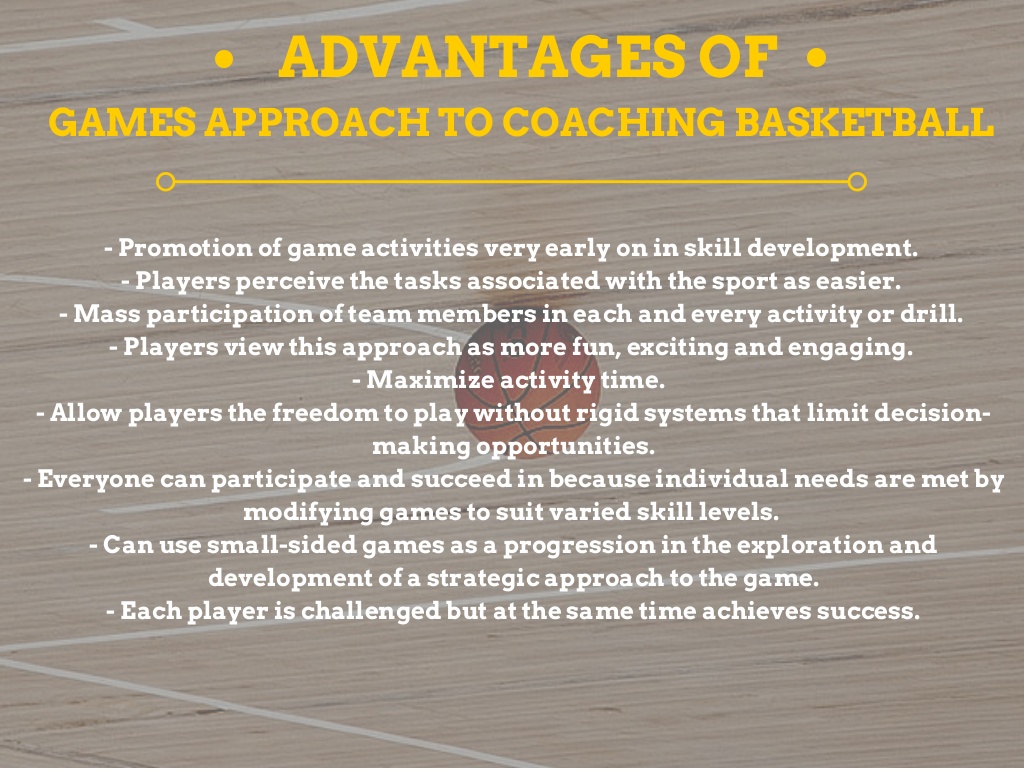 • ADVANTAGES OF •
GAMES APPROACH TO COACHING BASKETBALL
- Promotion of game activities very early on in skill development.
- Players perceive the tasks associated with the sport as easier.
- Mass participation of team members in each and every activity or drill.
- Players view this approach as more fun, exciting and engaging.
- Maximize activity time.
- Allow players the freedom to play without rigid systems that limit decision-
making opportunities.
- Everyone can participate and succeed in because individual needs are met by
modifying games to suit varied skill levels.
- Can use small-sided games as a progression in the exploration and
development of a strategic approach to the game.
- Each player is challenged but at the same time achieves success.